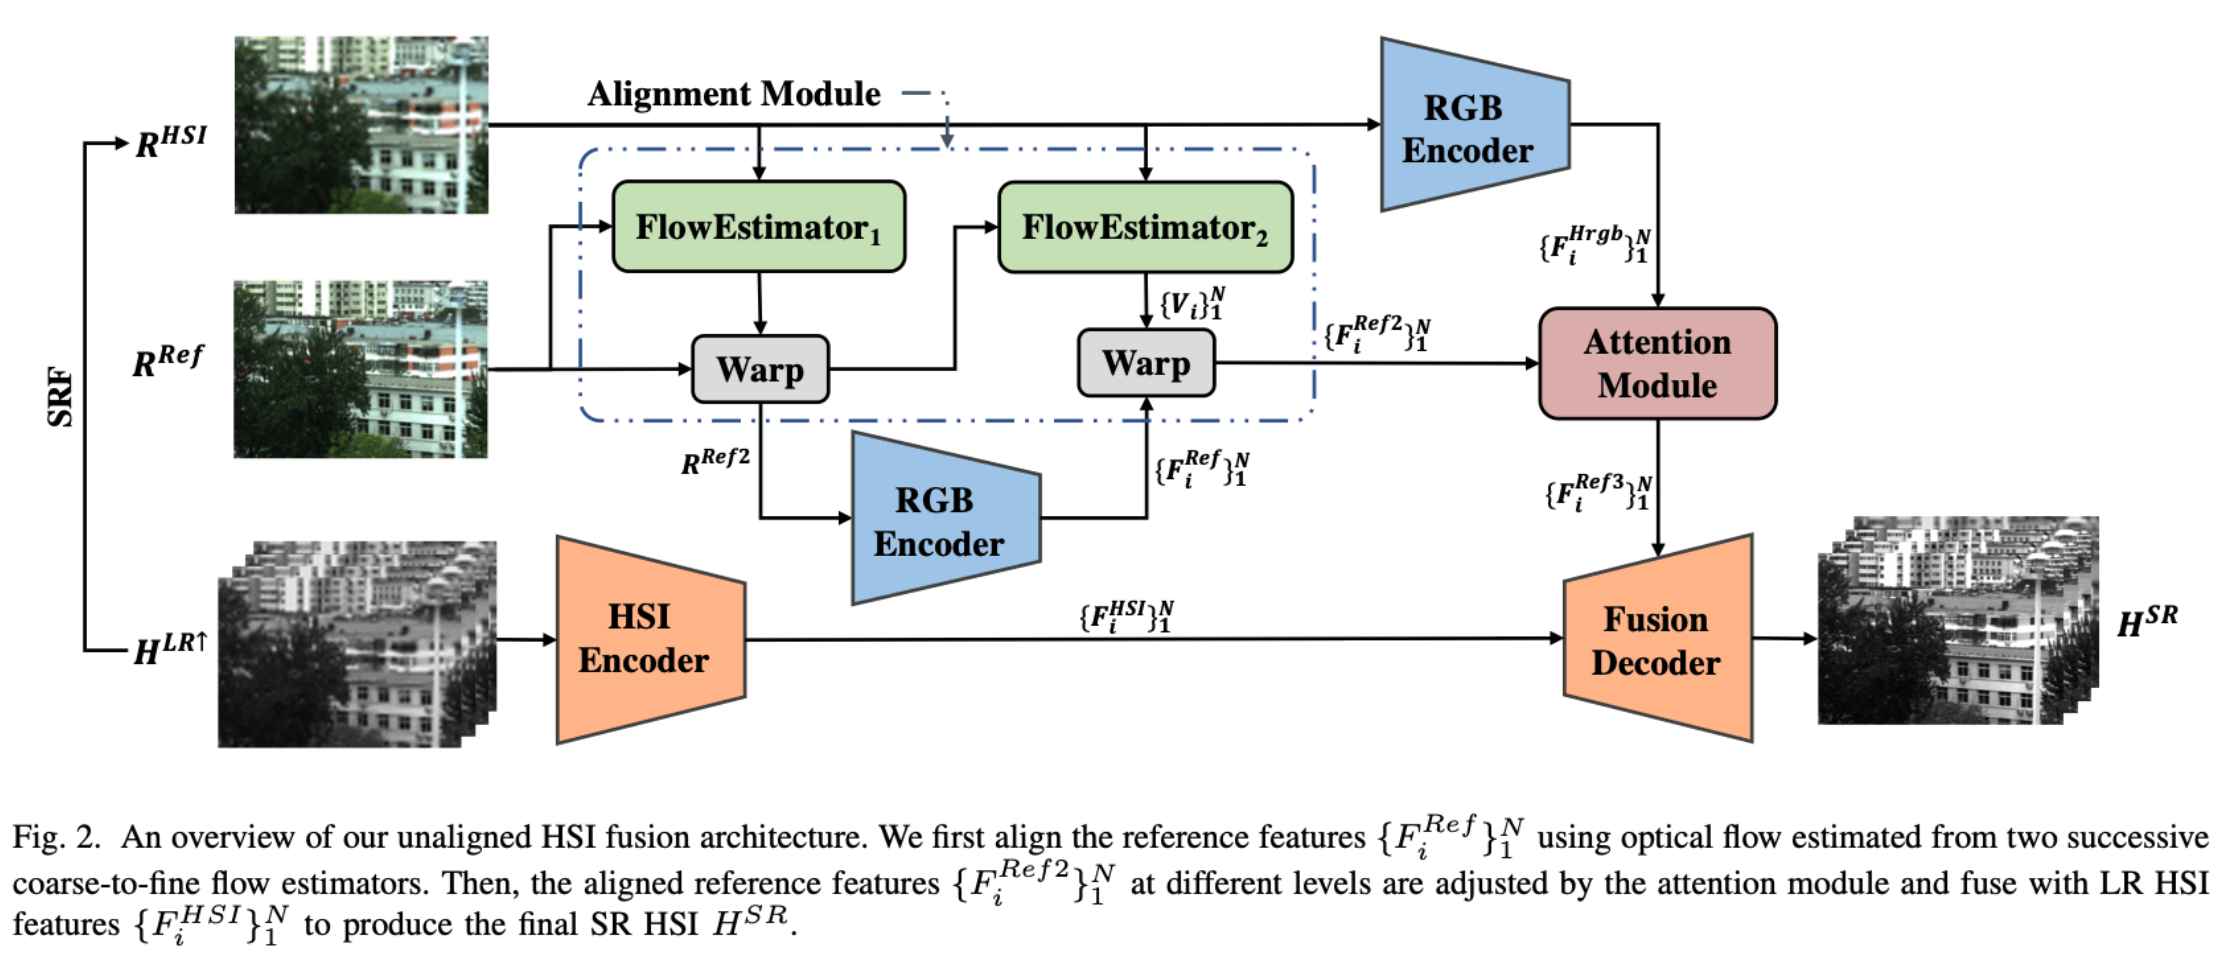 Alignment Module
R^{HSI}
RGB
Encoder
FlowEstimator_1
FlowEstimator_2
{F_i^{Hrgb}}_1^N
{V_i}_1^N
R^{Ref}
Warp
Warp
{F_i^{Ref2}}_1^N
Attention
Module
SRF
R^{Ref2}
{F_i^{Ref}}_1^N
RGB
Encoder
{F_i^{Ref3}}_1^N
H^{LR↑}
HSI
Encoder
{F_i^{HSI}}_1^N
Fusion
Decoder
H^{SR}
Fig. 2. An overview of our unaligned HSI fusion architecture. We first align the reference features {F_i^{Ref}}_1^N using optical flow estimated from two successive
coarse-to-fine flow estimators. Then, the aligned reference features {F_i^{Ref2}}_1^N at different levels are adjusted by the attention module and fuse with LR HSI
features {F_i^{HSI}}_1^N to produce the final SR HSI H^{SR}.